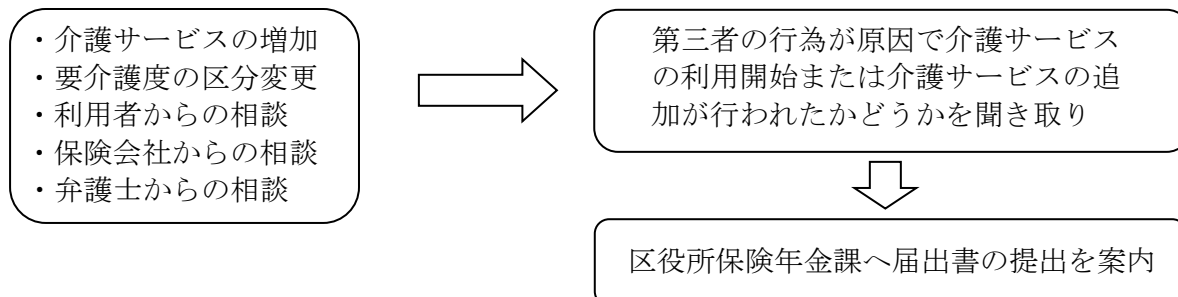 ・介護サービスの増加
・要介護度の区分変更
・利用者からの相談
・保険会社からの相談
・弁護士からの相談
第三者の行為が原因で介護サービス
の利用開始または介護サービスの追
加が行われたかどうかを聞き取り
区役所保険年金課へ届出書の提出を案内